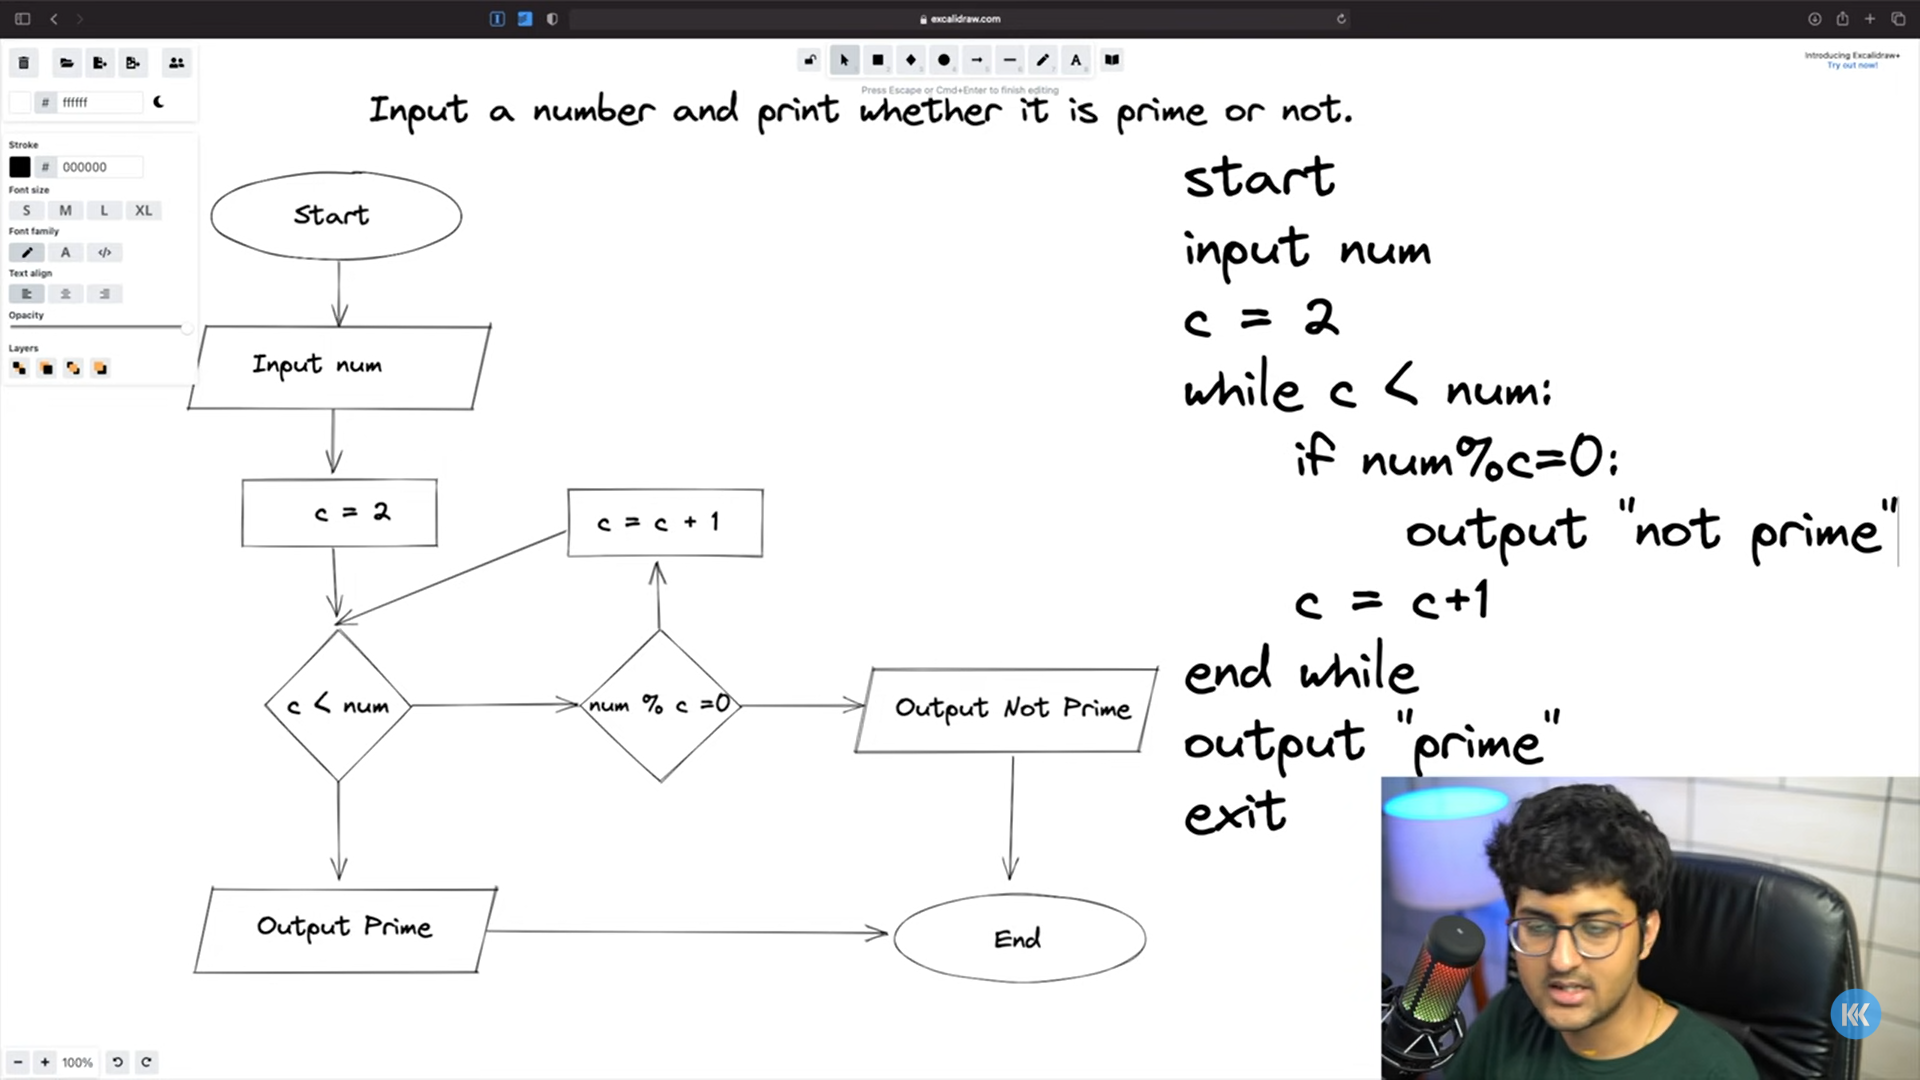 excalidraw.com
Introducing Excalidraw+
Try out now!
Press Escape or Cmd+Enter to finish editing
# ffffff
Input a number and print whether it is prime or not.
Stroke
# 000000
Font size
S M L XL
Font family
A </>
Text align
Opacity
Layers
Start
Input num
c = 2
c = c + 1
c < num
num % c =0
Output Not Prime
Output Prime
End
start
input num
c = 2
while c < num:
if num%c=0:
output "not prime"
c = c+1
end while
output "prime"
exit
100%
KK